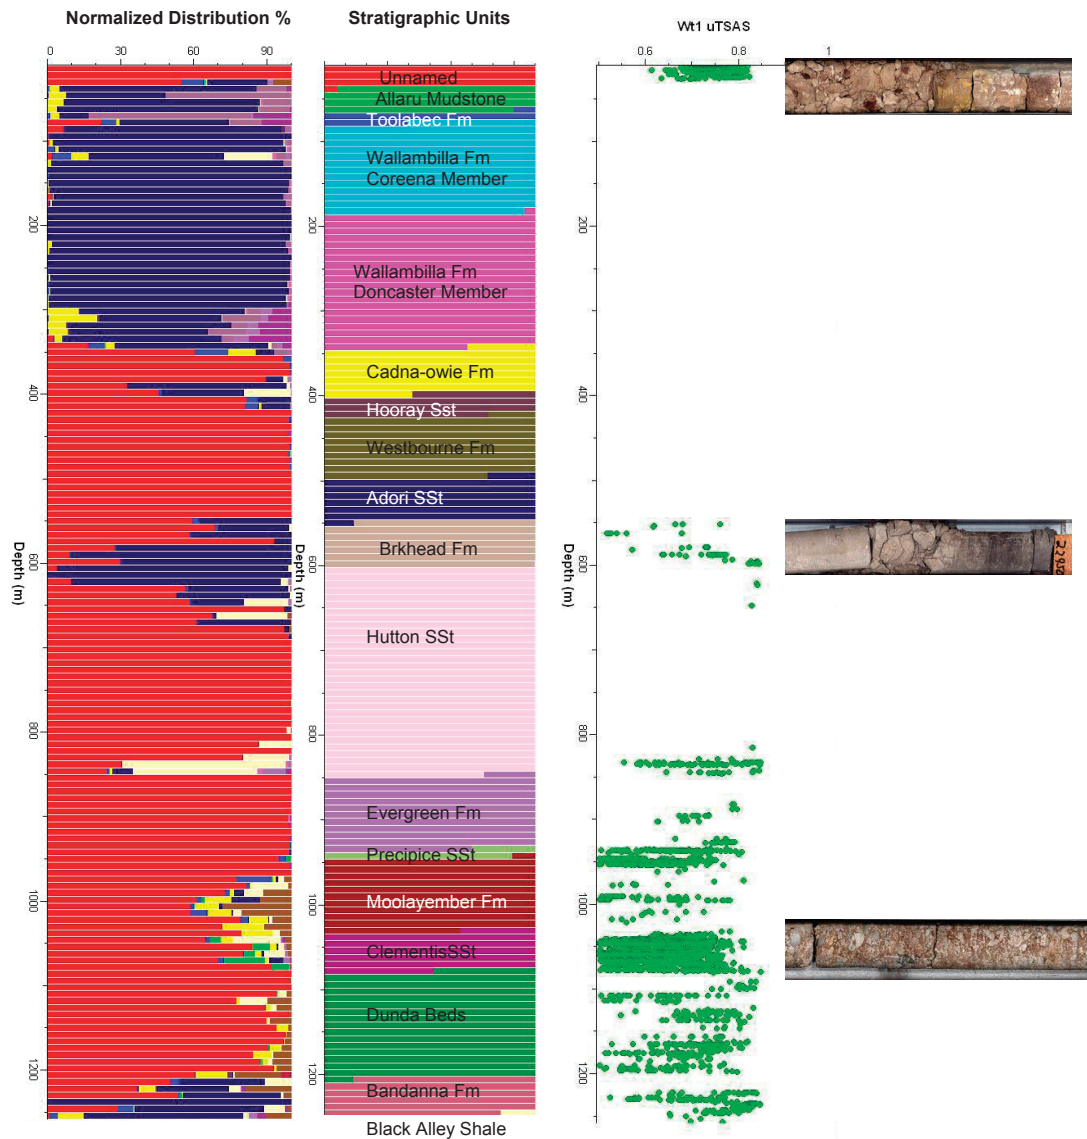 Normalized Distribution %
Stratigraphic Units
Wt1 uTSAS
0 30 60 90
0.6 0.8 1
Unnamed
Allaru Mudstone
Toolabec Fm
Wallambilla Fm
Coreena Member
200
200
200
Wallambilla Fm
Doncaster Member
Cadna-owie Fm
400
400
400
Hooray Sst
Westbourne Fm
Adori SSt
Brkhead Fm
Depth (m)
600
Depth (m)
600
Depth (m)
600
Hutton SSt
800
800
800
Evergreen Fm
Precipice SSt
1000
1000
1000
Moolayember Fm
ClementisSSt
Dunda Beds
1200
1200
1200
Bandanna Fm
Black Alley Shale